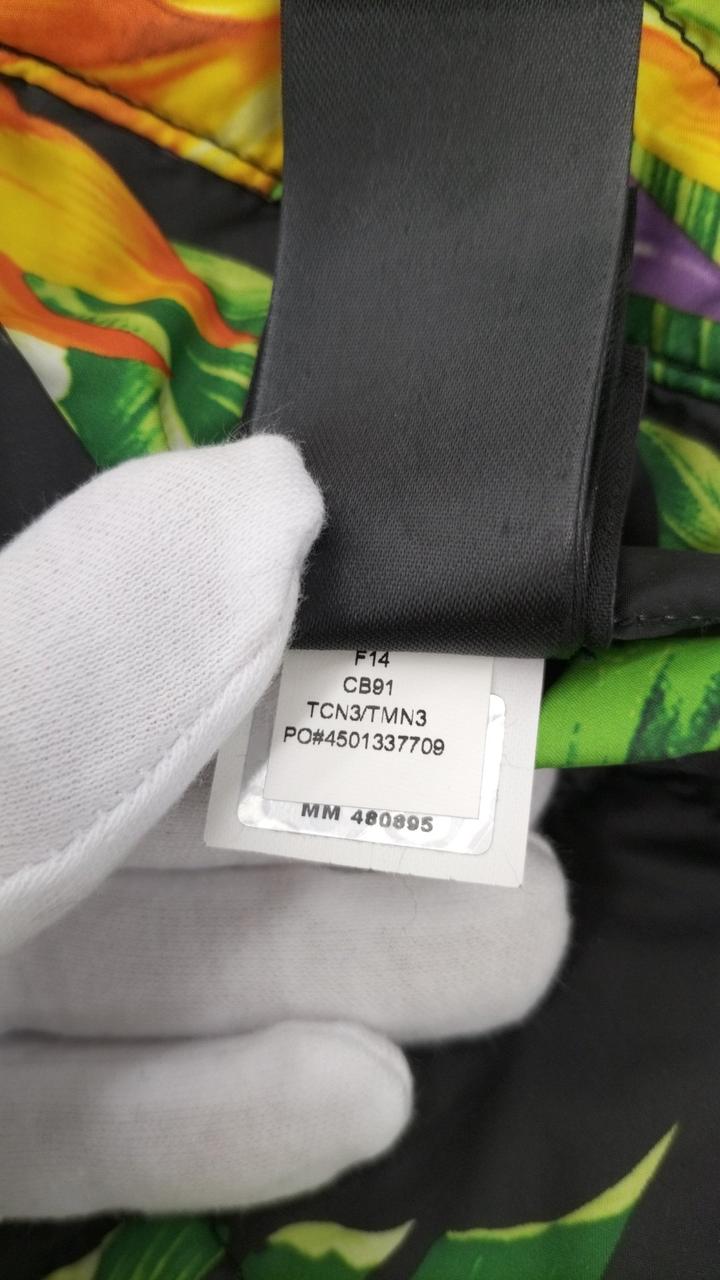 F14
CB91
TCN3/TMN3
PO#4501337709
MM 480895